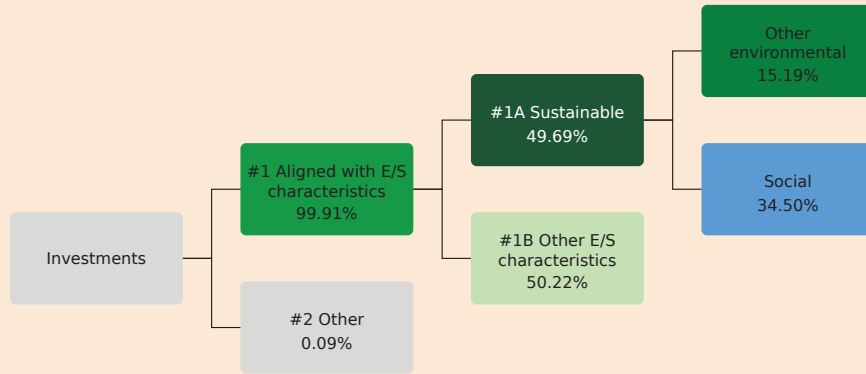 Investments
#1 Aligned with E/S
characteristics
99.91%
#2 Other
0.09%
#1A Sustainable
49.69%
#1B Other E/S
characteristics
50.22%
Other
environmental
15.19%
Social
34.50%